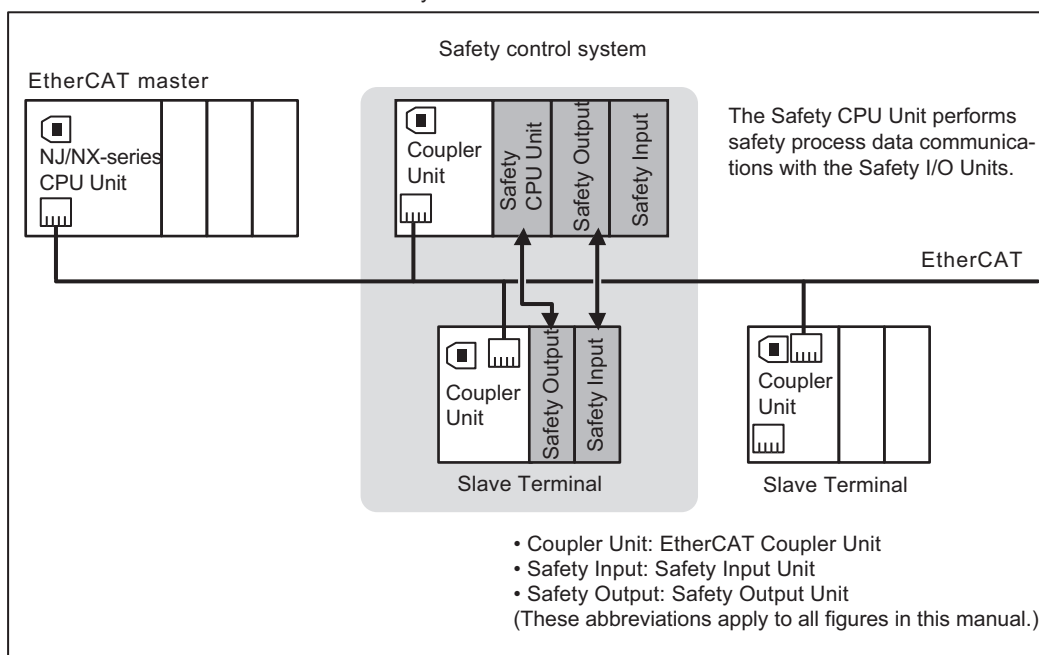 Safety control system
EtherCAT master
NJ/NX-series
CPU Unit
Coupler
Unit
Safety
CPU Unit
Safety Output
Safety Input
The Safety CPU Unit performs
safety process data communica-
tions with the Safety I/O Units.
EtherCAT
Coupler
Unit
Safety Output
Safety Input
Slave Terminal
Coupler
Unit
Slave Terminal
• Coupler Unit: EtherCAT Coupler Unit
• Safety Input: Safety Input Unit
• Safety Output: Safety Output Unit
(These abbreviations apply to all figures in this manual.)